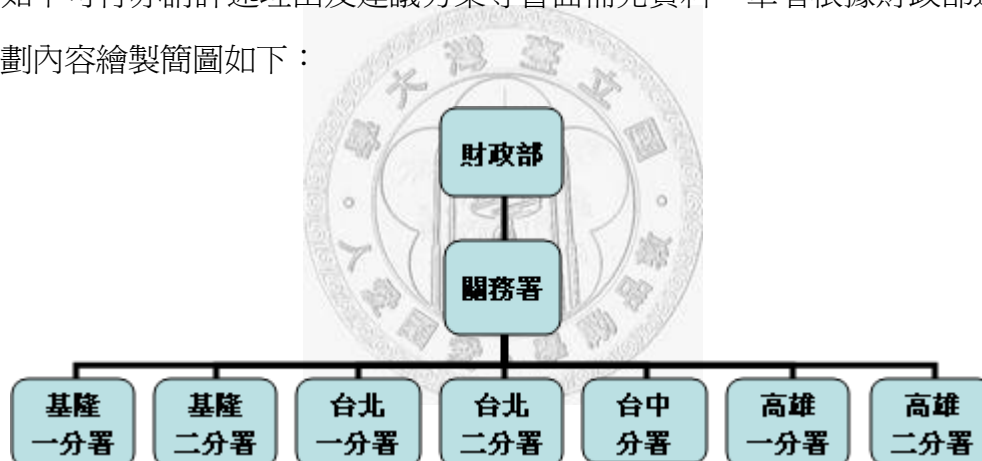 劃內容繪製簡圖如下：
財政部
關務署
基隆
一分署
基隆
二分署
台北
一分署
台北
二分署
台中
分署
高雄
一分署
高雄
二分署